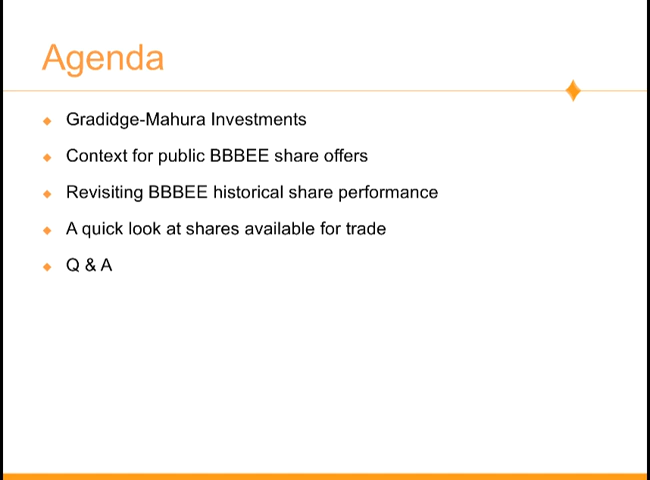 Agenda
Gradidge-Mahura Investments
Context for public BBBEE share offers
Revisiting BBBEE historical share performance
A quick look at shares available for trade
Q & A